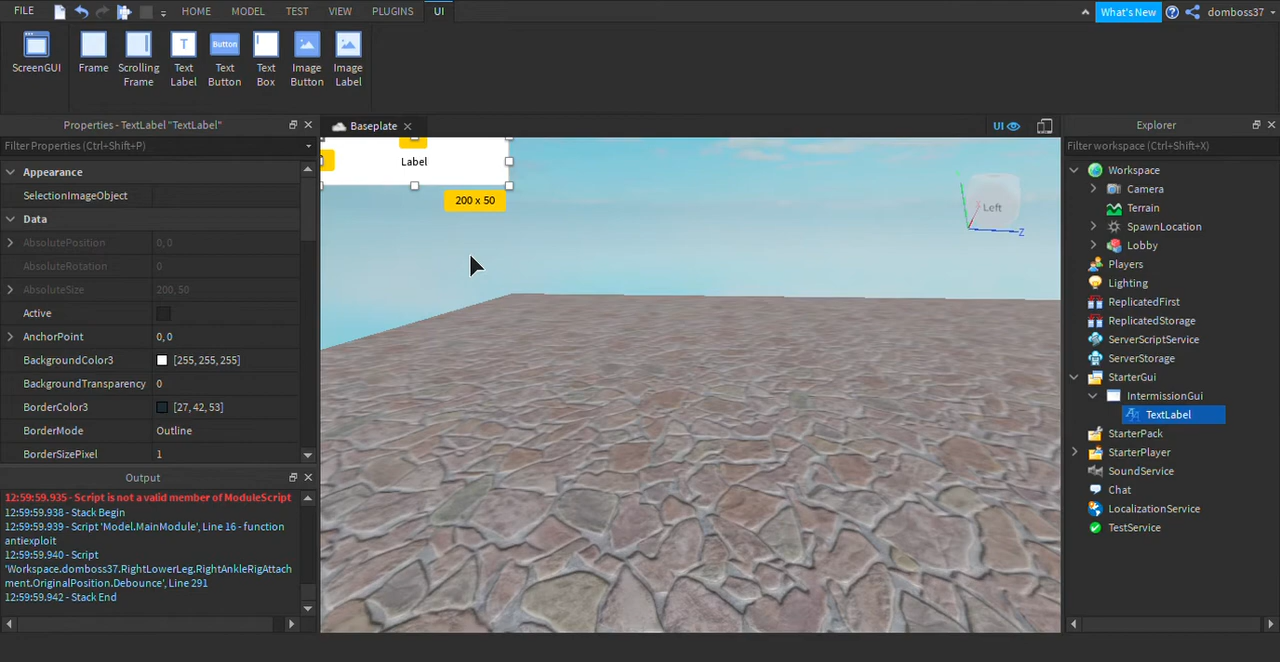 FILE HOME MODEL TEST VIEW PLUGINS UI What's New domboss37
ScreenGUI Frame Scrolling Frame Text Label Button Text Button Text Box Image Button Image Label
Properties - TextLabel "TextLabel"
Filter Properties (Ctrl+Shift+P)
Appearance
SelectionImageObject
Data
AbsolutePosition 0, 0
AbsoluteRotation 0
AbsoluteSize 200, 50
Active
AnchorPoint 0, 0
BackgroundColor3 [255, 255, 255]
BackgroundTransparency 0
BorderColor3 [27, 42, 53]
BorderMode Outline
BorderSizePixel 1
Output
12:59:59.935 - Script is not a valid member of ModuleScript
12:59:59.938 - Stack Begin
12:59:59.939 - Script 'Model.MainModule', Line 16 - function
antiexploit
12:59:59.940 - Script
'Workspace.domboss37.RightLowerLeg.RightAnkleRigAttach
ment.OriginalPosition.Debounce', Line 291
12:59:59.942 - Stack End
Baseplate UI
Label
200 x 50
Left
Z
Explorer
Filter workspace (Ctrl+Shift+X)
Workspace
Camera
Terrain
SpawnLocation
Lobby
Players
Lighting
ReplicatedFirst
ReplicatedStorage
ServerScriptService
ServerStorage
StarterGui
IntermissionGui
TextLabel
StarterPack
StarterPlayer
SoundService
Chat
LocalizationService
TestService